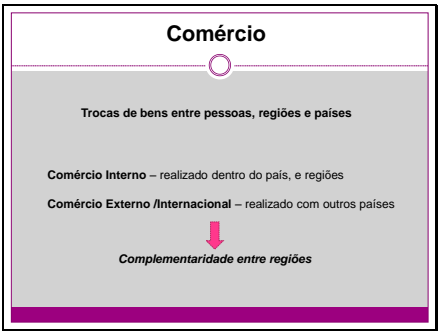 Comércio
Trocas de bens entre pessoas, regiões e países
Comércio Interno – realizado dentro do país, e regiões
Comércio Externo /Internacional – realizado com outros países
Complementaridade entre regiões